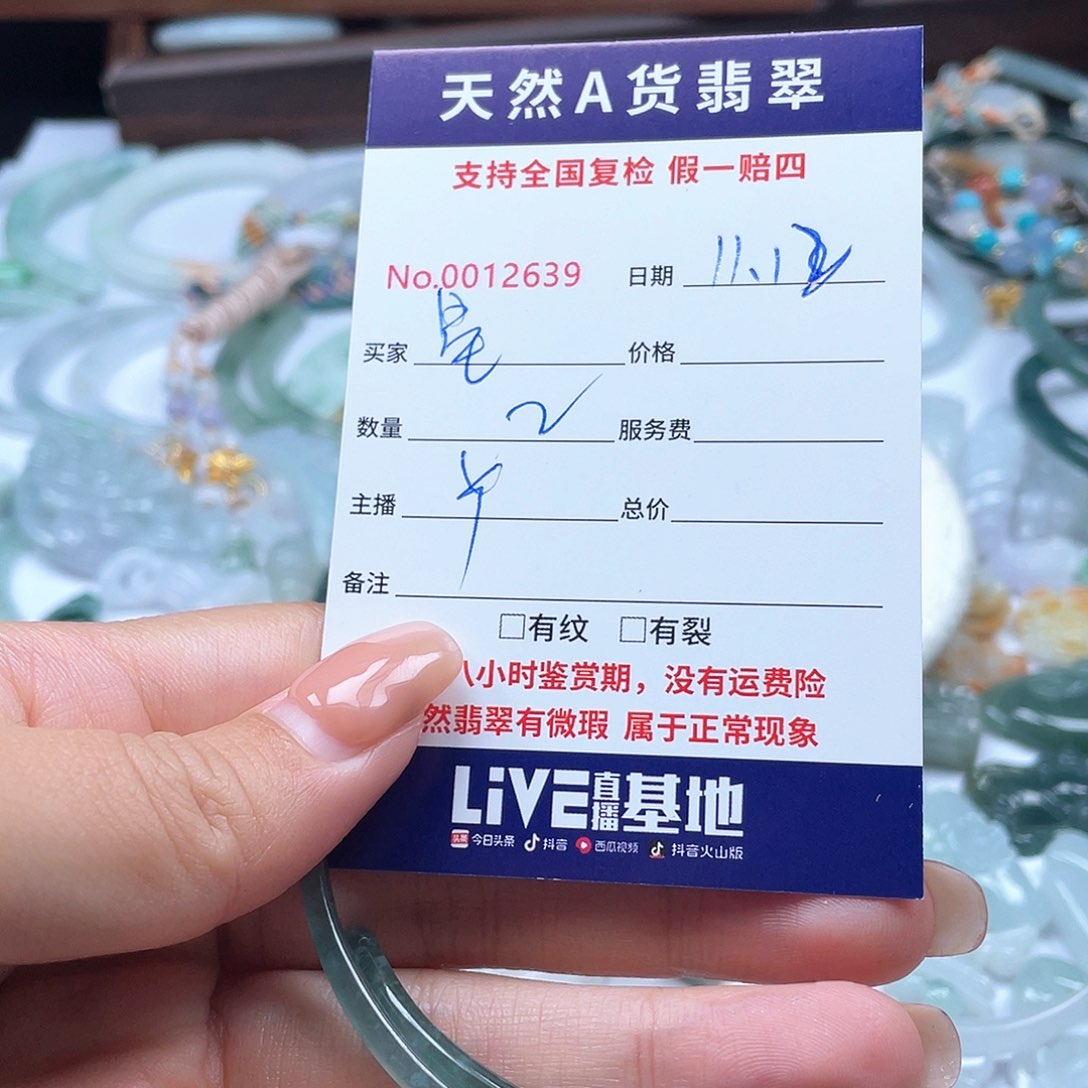 天然A货翡翠
支持全国复检 假一赔四
No.0012639 日期
买家 价格
数量 2 服务费
主播 总价
备注
□有纹 □有裂
八小时鉴赏期，没有运费险
然翡翠有微瑕 属于正常现象
LiVE直播基地
头条 今日头条 抖音 西瓜视频 抖音火山版